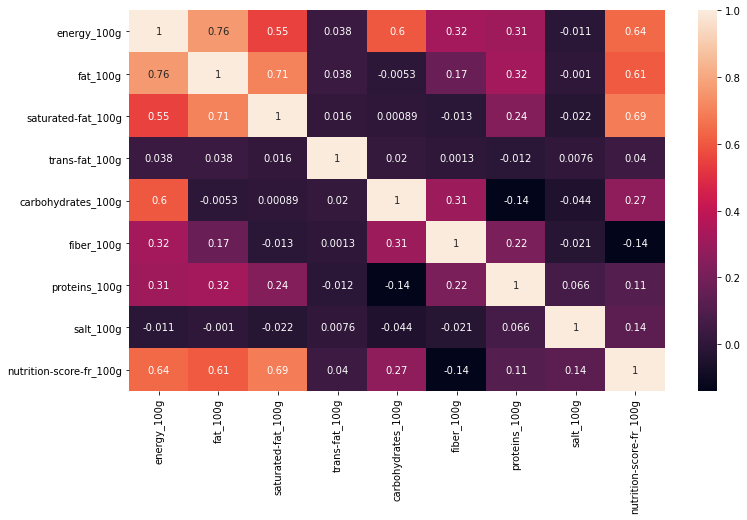 energy_100g 1 0.76 0.55 0.038 0.6 0.32 0.31 -0.011 0.64
fat_100g 0.76 1 0.71 0.038 -0.0053 0.17 0.32 -0.001 0.61
saturated-fat_100g 0.55 0.71 1 0.016 0.00089 -0.013 0.24 -0.022 0.69
trans-fat_100g 0.038 0.038 0.016 1 0.02 0.0013 -0.012 0.0076 0.04
carbohydrates_100g 0.6 -0.0053 0.00089 0.02 1 0.31 -0.14 -0.044 0.27
fiber_100g 0.32 0.17 -0.013 0.0013 0.31 1 0.22 -0.021 -0.14
proteins_100g 0.31 0.32 0.24 -0.012 -0.14 0.22 1 0.066 0.11
salt_100g -0.011 -0.001 -0.022 0.0076 -0.044 -0.021 0.066 1 0.14
nutrition-score-fr_100g 0.64 0.61 0.69 0.04 0.27 -0.14 0.11 0.14 1
energy_100g
fat_100g
saturated-fat_100g
trans-fat_100g
carbohydrates_100g
fiber_100g
proteins_100g
salt_100g
nutrition-score-fr_100g
1.0
0.8
0.6
0.4
0.2
0.0